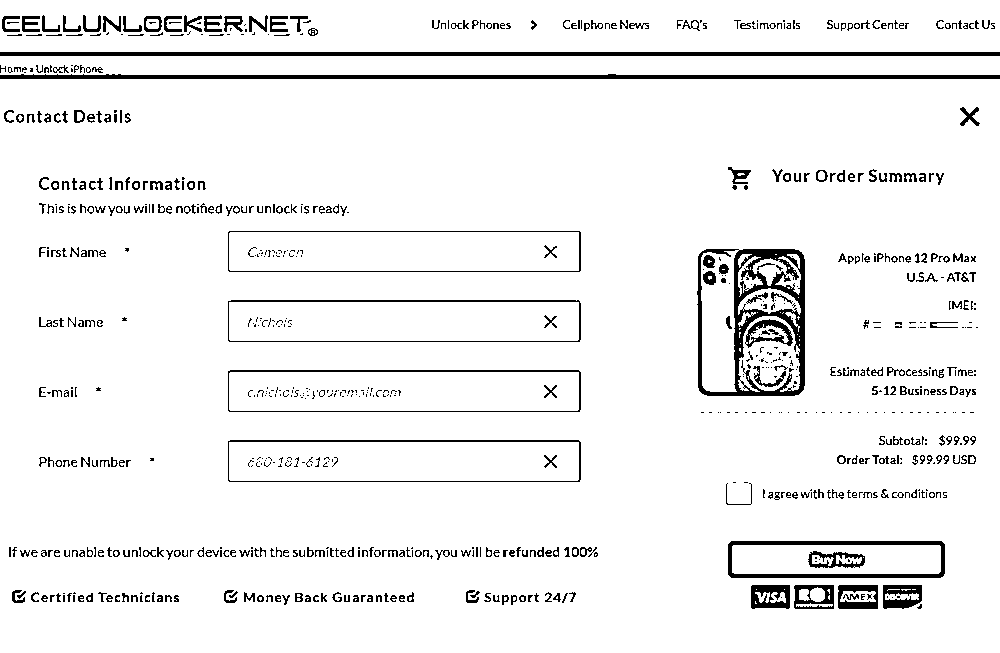 CELLUNLOCKER.NET®
Unlock Phones
Cellphone News
FAQ's
Testimonials
Support Center
Contact Us
Home » Unlock iPhone
Contact Details
Contact Information
This is how you will be notified your unlock is ready.
First Name *
Cameron
Last Name *
Nichols
E-mail *
c.nichols@youremail.com
Phone Number *
680-181-6129
If we are unable to unlock your device with the submitted information, you will be refunded 100%
Certified Technicians
Money Back Guaranteed
Support 24/7
Your Order Summary
Apple iPhone 12 Pro Max
U.S.A. - AT&T
IMEI:
#
Estimated Processing Time:
5-12 Business Days
Subtotal: $99.99
Order Total: $99.99 USD
I agree with the terms & conditions
Buy Now
VISA
AMEX
DISCOVER